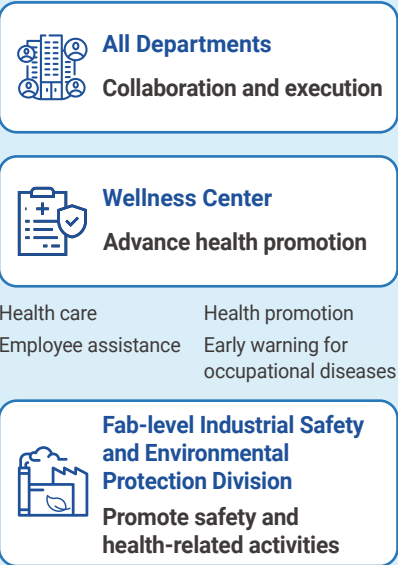 All Departments
Collaboration and execution
Wellness Center
Advance health promotion
Health care
Health promotion
Employee assistance
Early warning for
occupational diseases
Fab-level Industrial Safety
and Environmental
Protection Division
Promote safety and
health-related activities